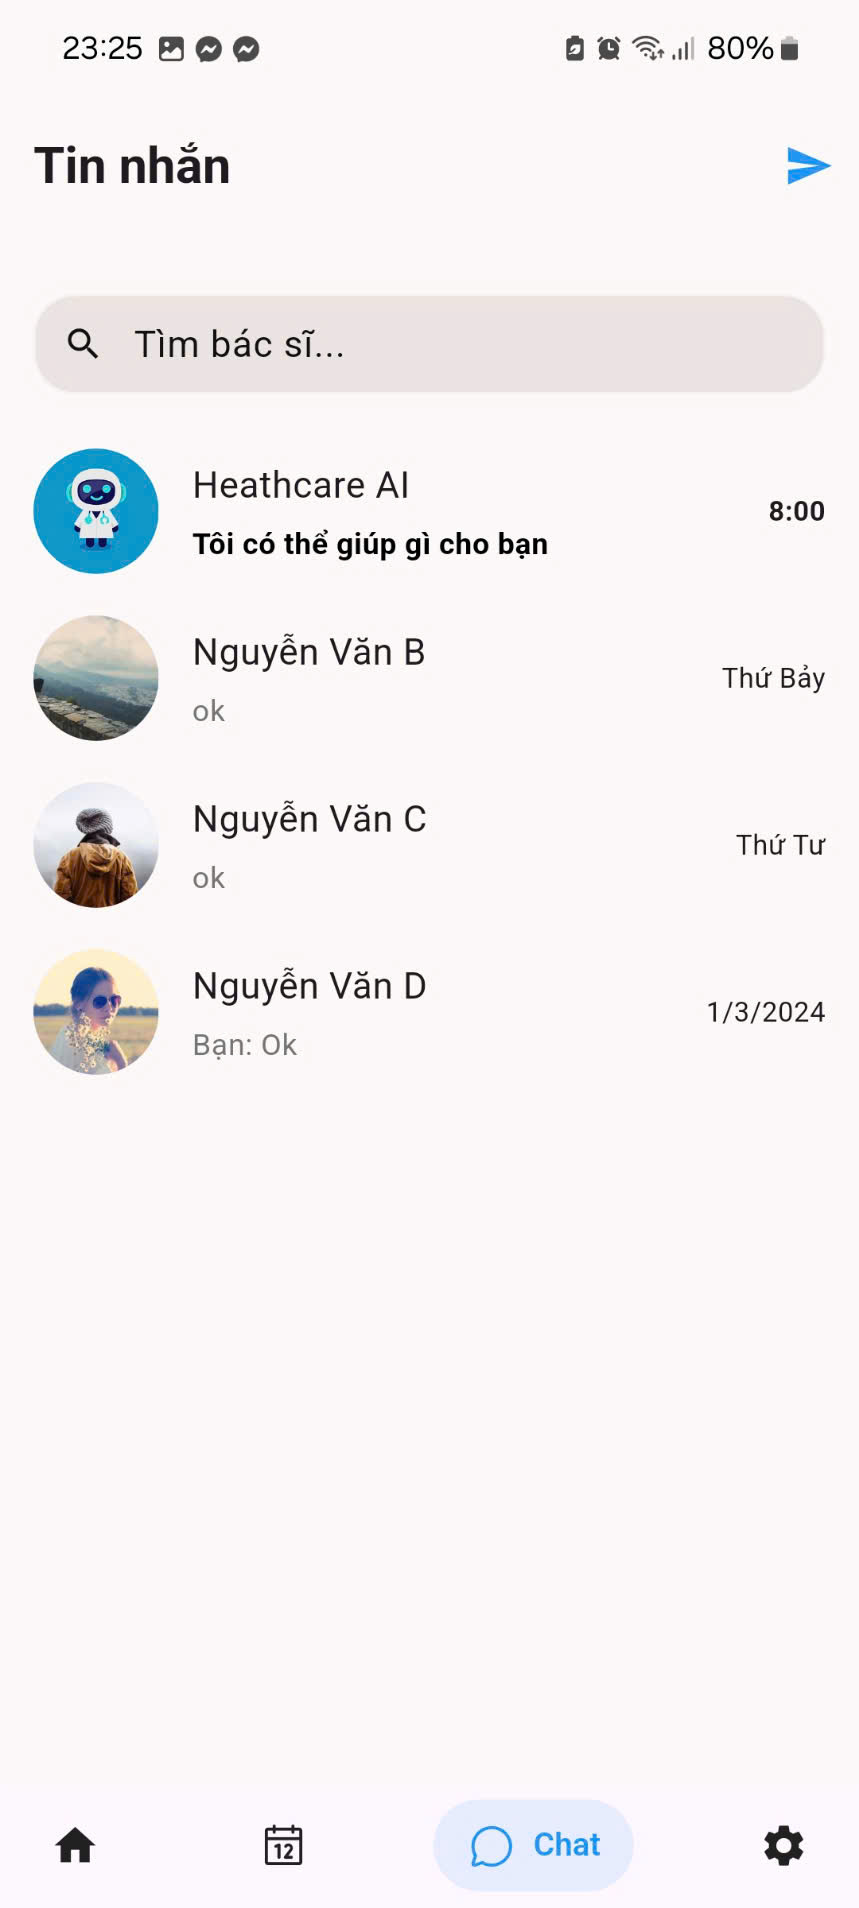 23:25 80%
Tin nhắn
Tìm bác sĩ...
Heathcare AI
8:00
Tôi có thể giúp gì cho bạn
Nguyễn Văn B
Thứ Bảy
ok
Nguyễn Văn C
Thứ Tư
ok
Nguyễn Văn D
1/3/2024
Bạn: Ok
12 Chat